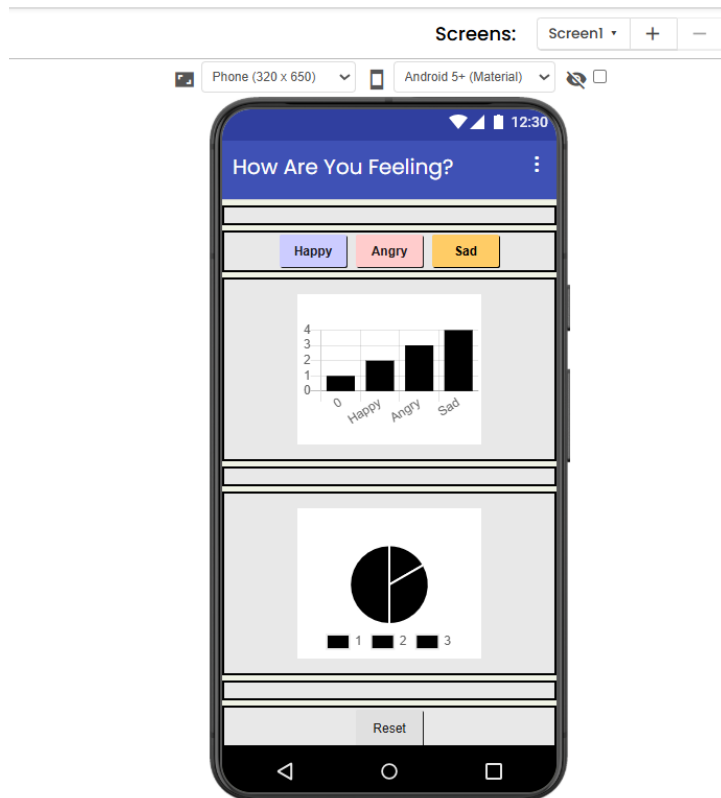 Screens: Screen1 + −
Phone (320 x 650) Android 5+ (Material)
12:30
How Are You Feeling?
Happy Angry Sad
4
3
2
1
0
0 Happy Angry Sad
1 2 3
Reset